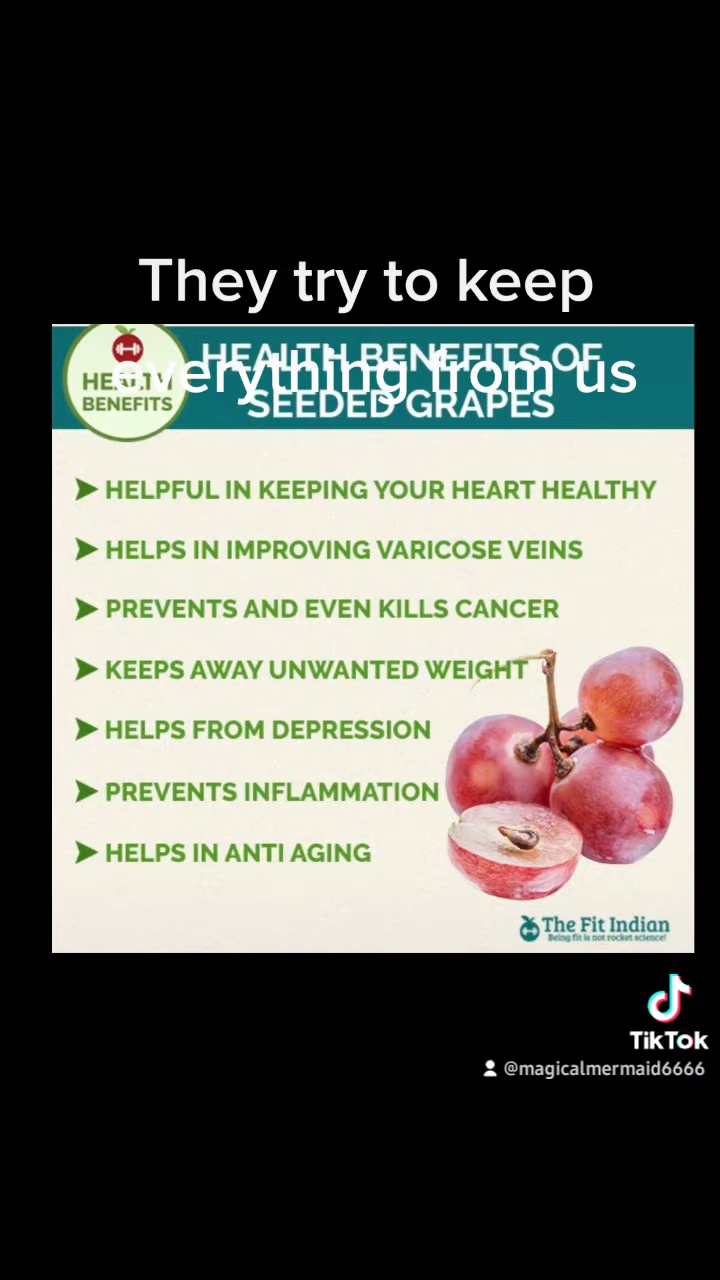 They try to keep
everything from us
HEALTH
BENEFITS
HEALTH BENEFITS OF
SEEDED GRAPES
HELPFUL IN KEEPING YOUR HEART HEALTHY
HELPS IN IMPROVING VARICOSE VEINS
PREVENTS AND EVEN KILLS CANCER
KEEPS AWAY UNWANTED WEIGHT
HELPS FROM DEPRESSION
PREVENTS INFLAMMATION
HELPS IN ANTI AGING
The Fit Indian
Being fit is not rocket science!
TikTok
@magicalmermaid6666